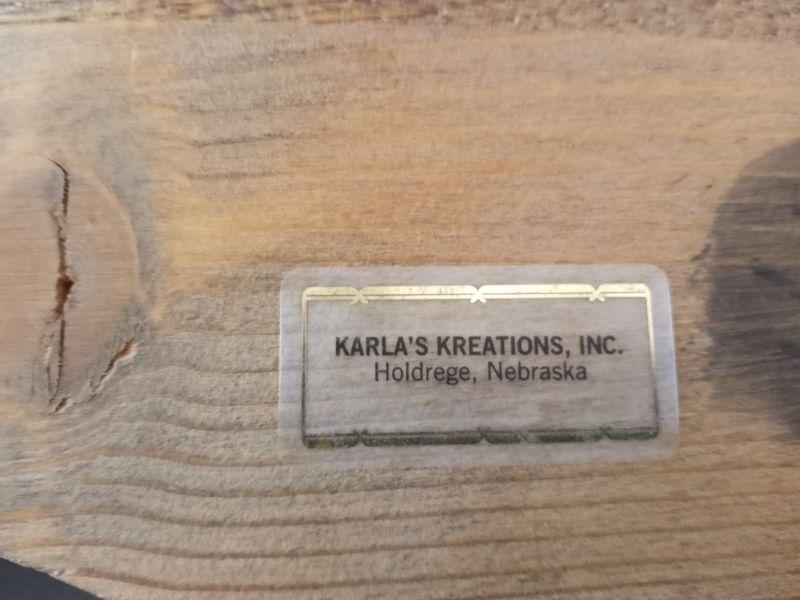 KARLA'S KREATIONS, INC.
Holdrege, Nebraska